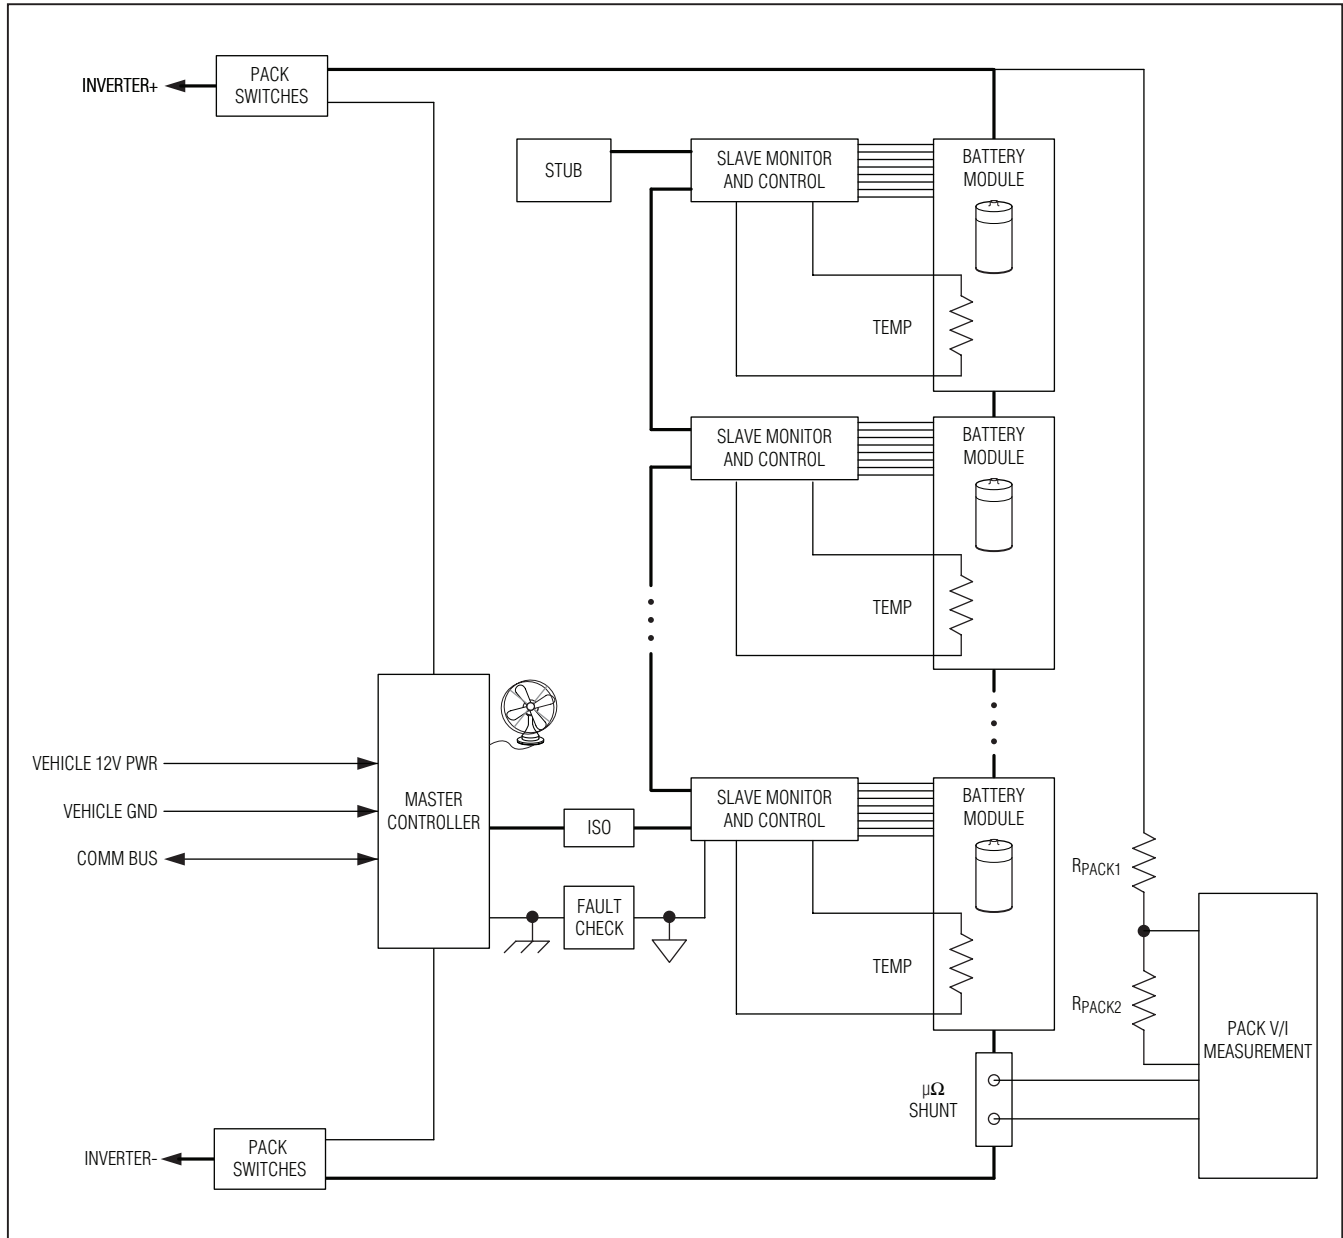 INVERTER+
PACK
SWITCHES
STUB
SLAVE MONITOR
AND CONTROL
BATTERY
MODULE
TEMP
SLAVE MONITOR
AND CONTROL
BATTERY
MODULE
TEMP
VEHICLE 12V PWR
VEHICLE GND
COMM BUS
MASTER
CONTROLLER
ISO
FAULT
CHECK
SLAVE MONITOR
AND CONTROL
BATTERY
MODULE
TEMP
RPACK1
RPACK2
PACK V/I
MEASUREMENT
μΩ
SHUNT
INVERTER-
PACK
SWITCHES